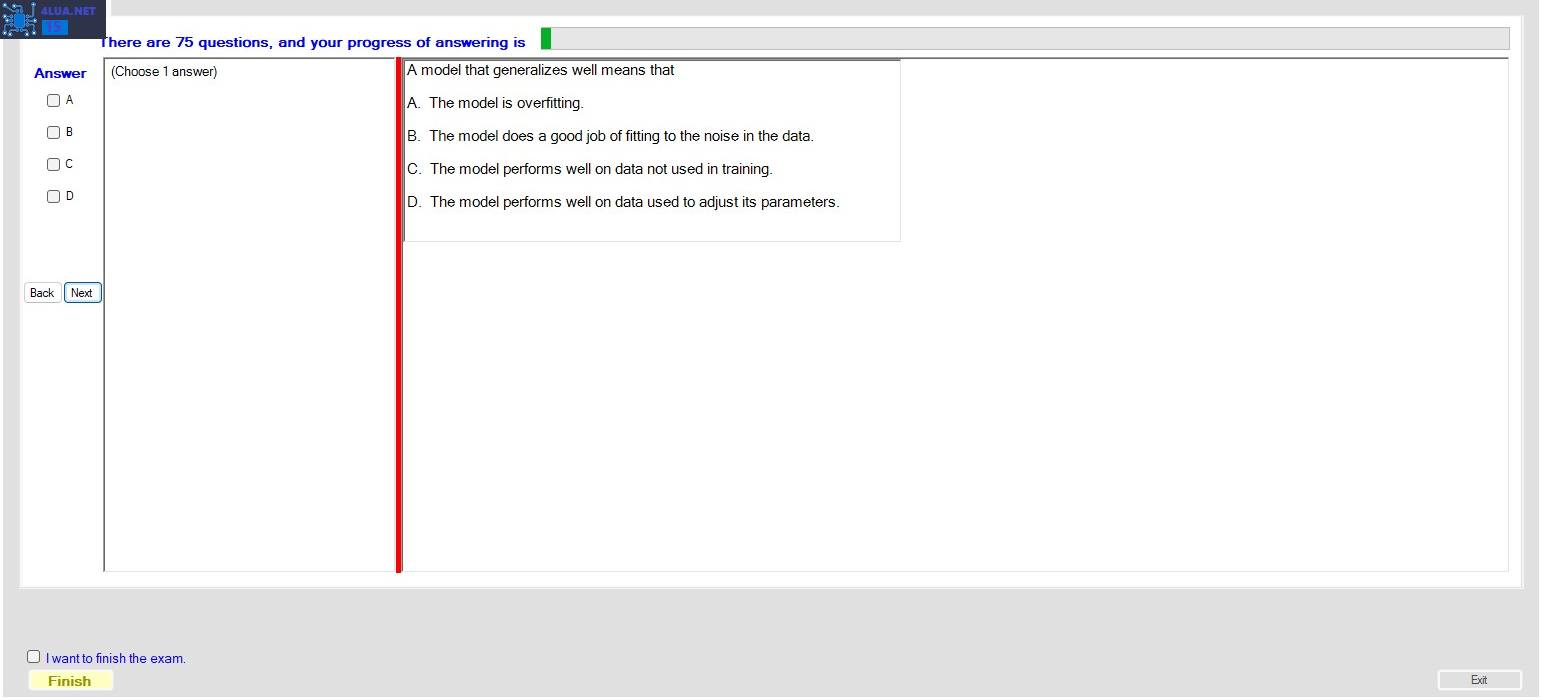 4LUA.NET
15
There are 75 questions, and your progress of answering is
Answer
(Choose 1 answer)
A
B
C
D
Back
Next
A model that generalizes well means that
A. The model is overfitting.
B. The model does a good job of fitting to the noise in the data.
C. The model performs well on data not used in training.
D. The model performs well on data used to adjust its parameters.
I want to finish the exam.
Finish
Exit